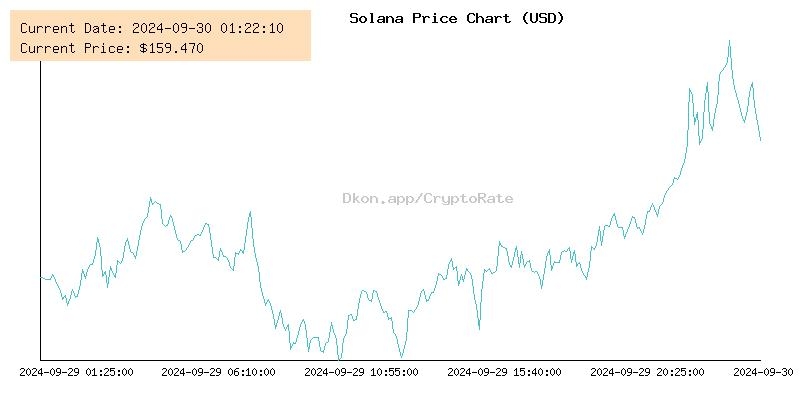 Solana Price Chart (USD)
Current Date: 2024-09-30 01:22:10
Current Price: $159.470
Dkon.app/CryptoRate
2024-09-29 01:25:00 2024-09-29 06:10:00 2024-09-29 10:55:00 2024-09-29 15:40:00 2024-09-29 20:25:00 2024-09-30